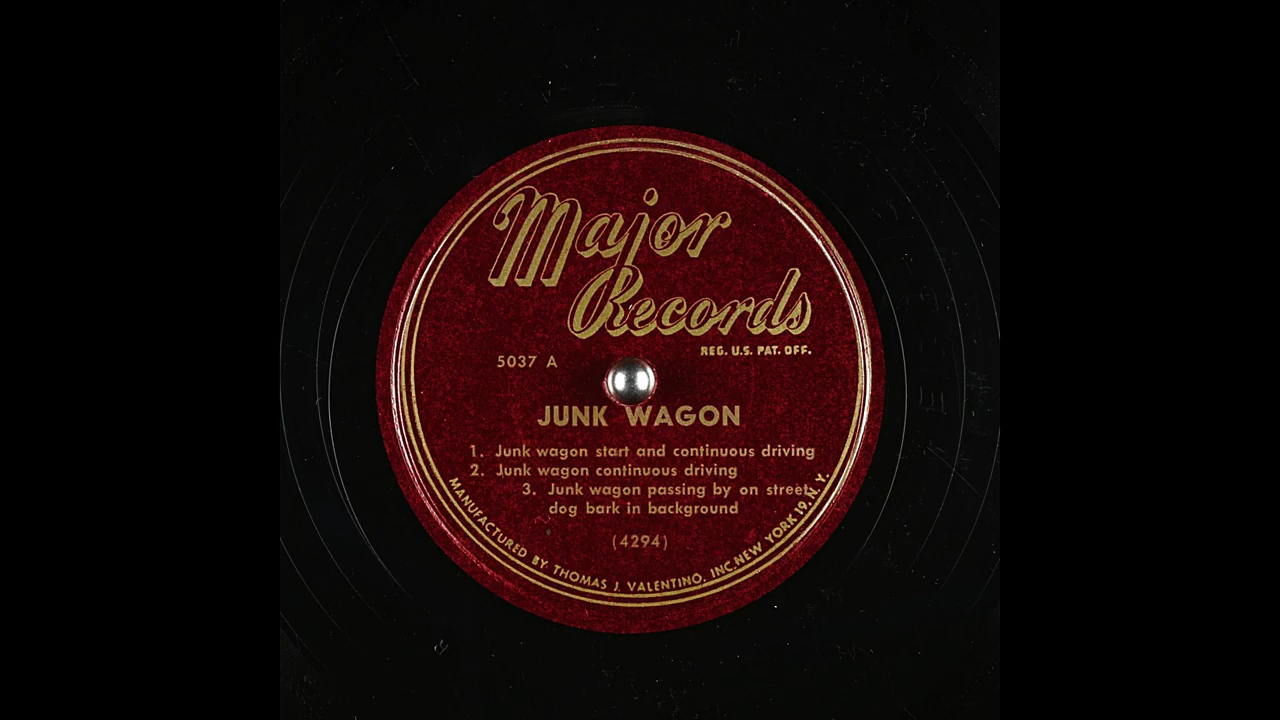 Major
Records
REG. U.S. PAT. OFF.
5037 A
JUNK WAGON
1. Junk wagon start and continuous driving
2. Junk wagon continuous driving
3. Junk wagon passing by on street,
dog bark in background
(4294)
MANUFACTURED BY THOMAS J. VALENTINO, INC. NEW YORK 19, N.Y.